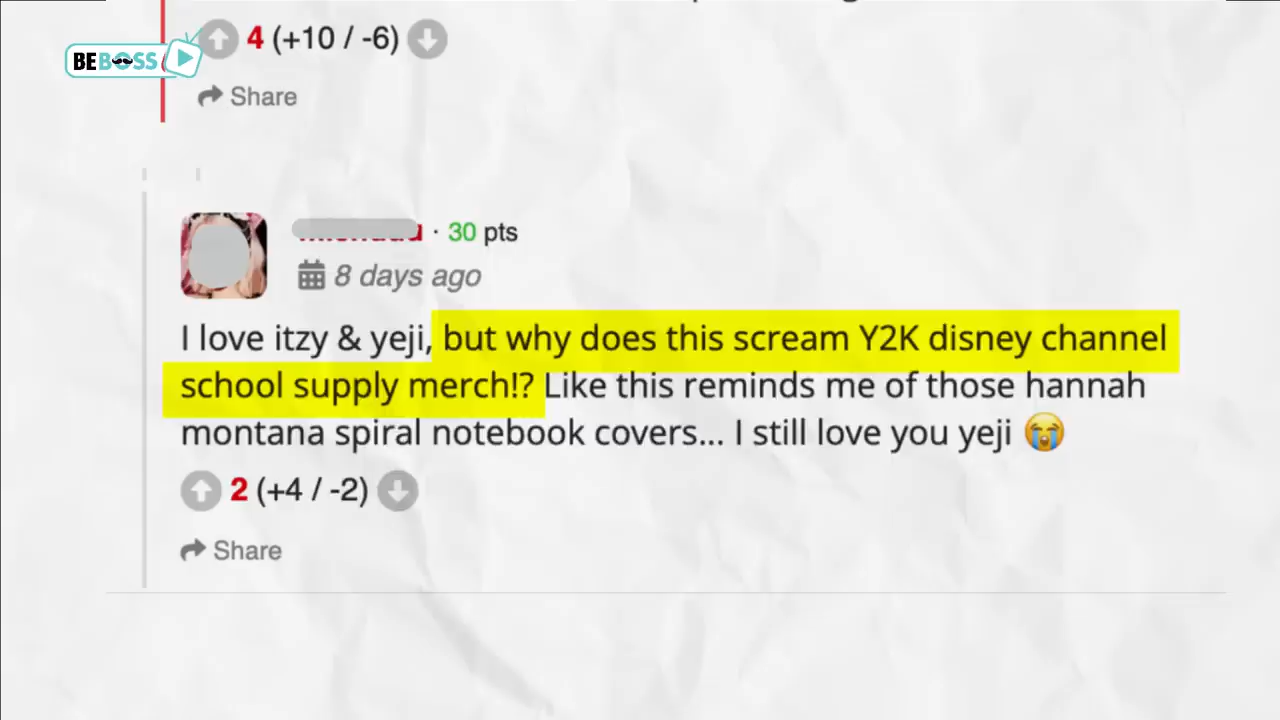 4 (+10 / -6)
BEBOSS
Share
· 30 pts
8 days ago
I love itzy & yeji, but why does this scream Y2K disney channel
school supply merch!? Like this reminds me of those hannah
montana spiral notebook covers... I still love you yeji 😭
2 (+4 / -2)
Share